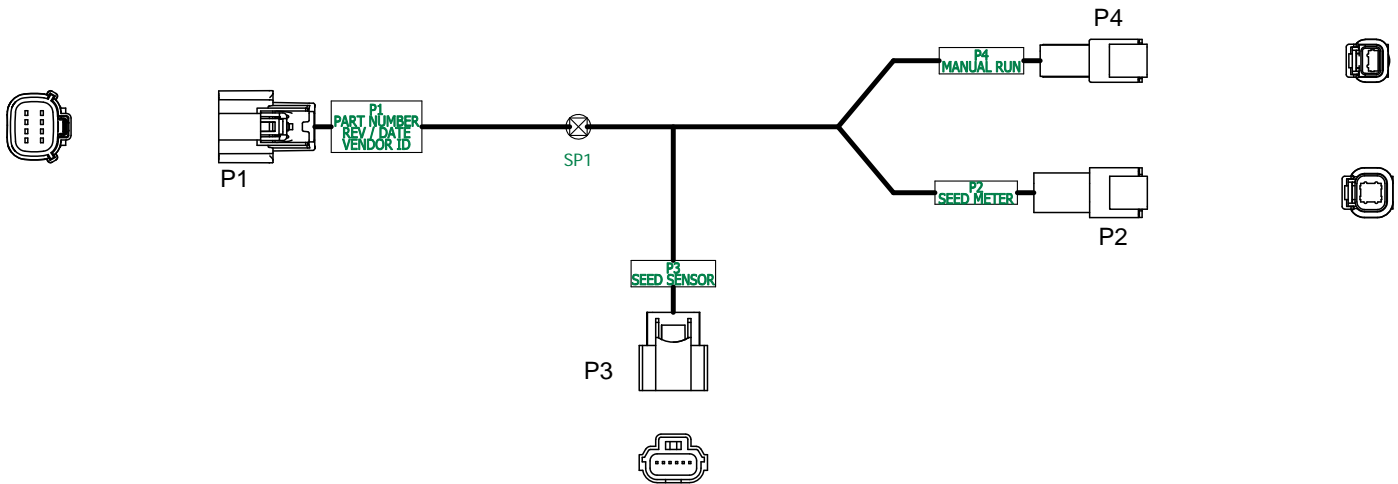 P4
P4
MANUAL RUN
P1
PART NUMBER
REV / DATE
VENDOR ID
P1
SP1
P2
SEED METER
P2
P3
SEED SENSOR
P3